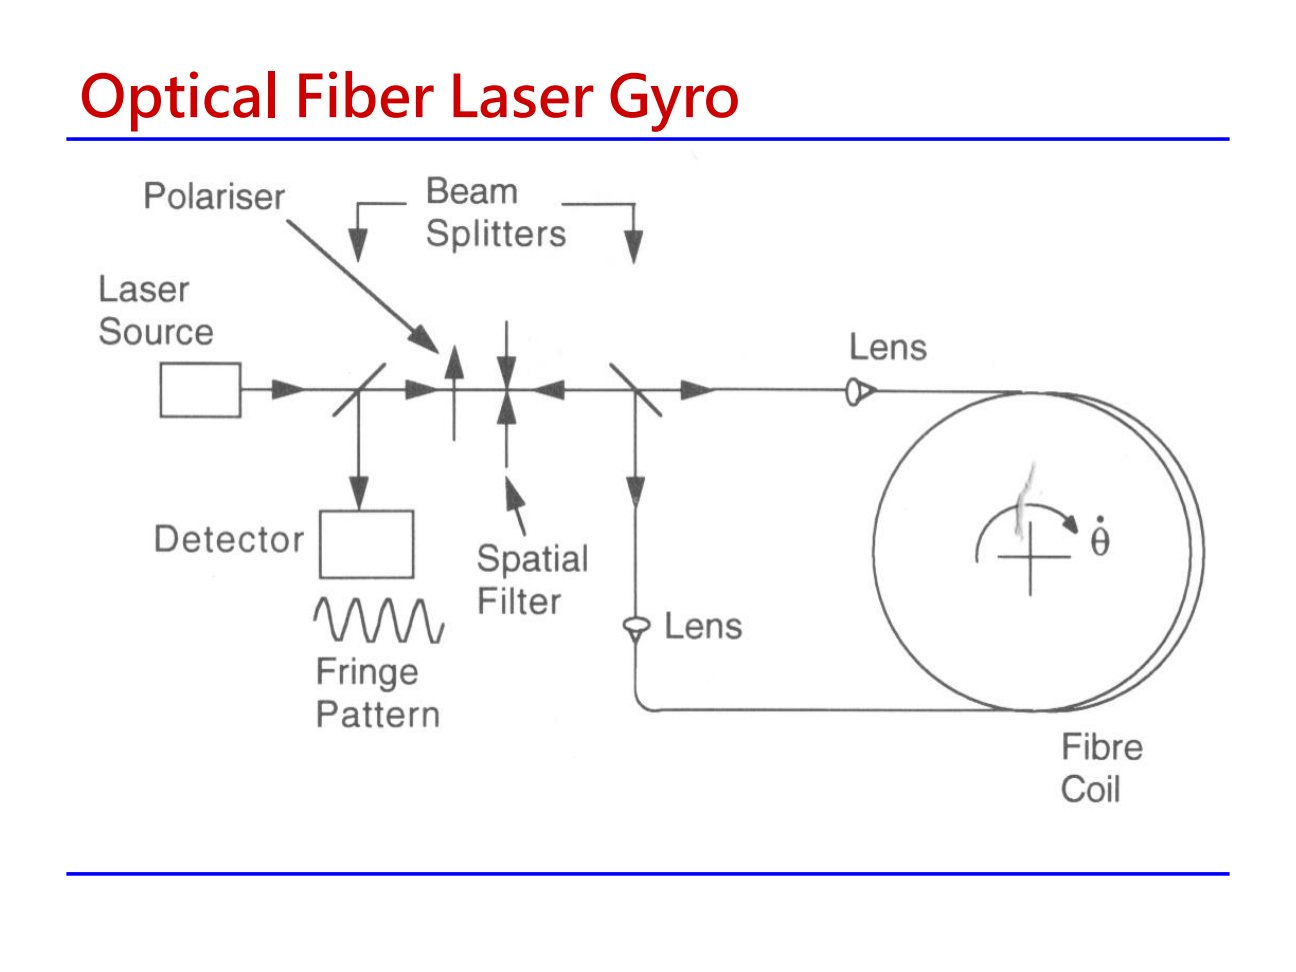 Optical Fiber Laser Gyro
Polariser
Beam
Splitters
Laser
Source
Lens
Detector
Spatial
Filter
θ̇
Lens
Fringe
Pattern
Fibre
Coil